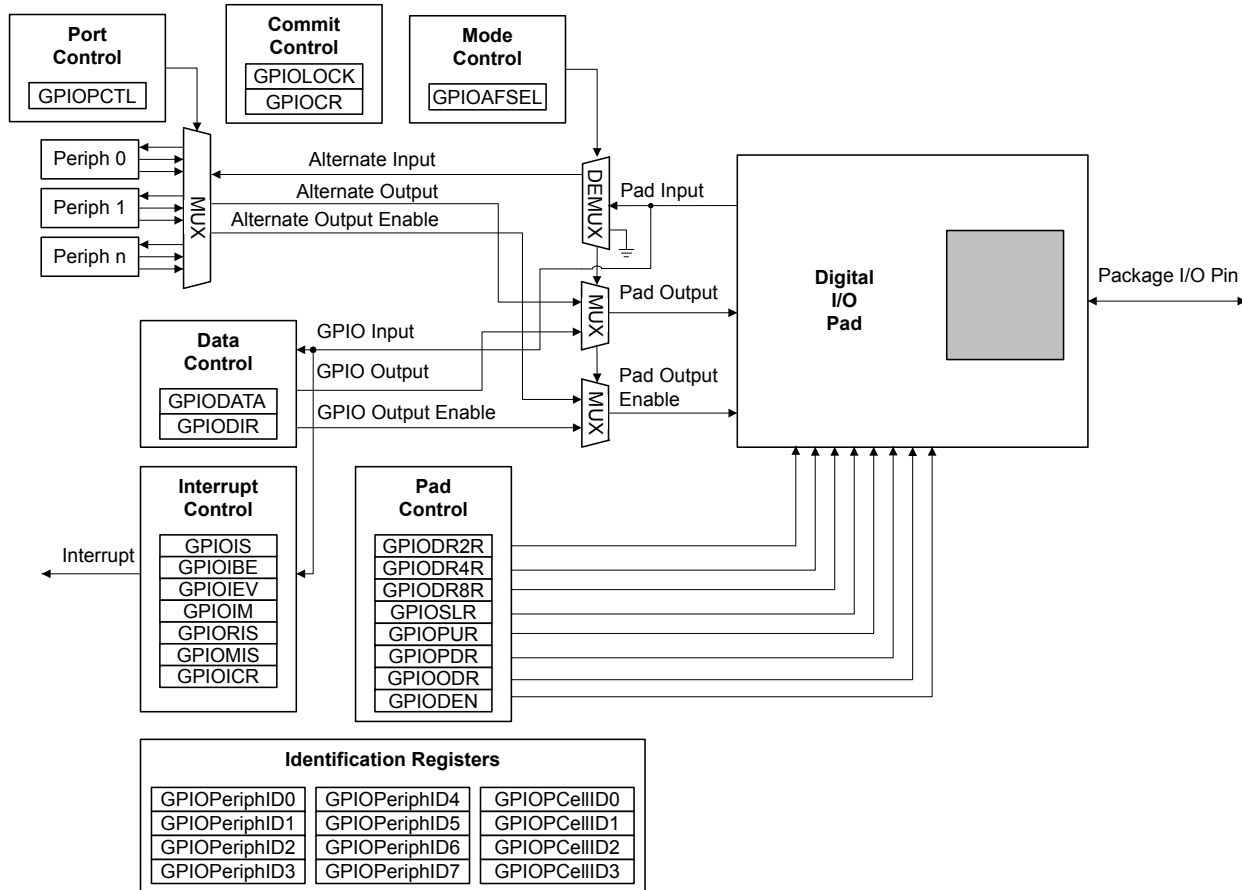 Port
Control
GPIOPCTL
Commit
Control
GPIOLOCK
GPIOCR
Mode
Control
GPIOAFSEL
Periph 0
Periph 1
Periph n
MUX
Alternate Input
Alternate Output
Alternate Output Enable
DEMUX
Pad Input
MUX
Pad Output
MUX
Pad Output
Enable
Digital
I/O
Pad
Package I/O Pin
Data
Control
GPIODATA
GPIODIR
GPIO Input
GPIO Output
GPIO Output Enable
Interrupt
Interrupt
Control
GPIOIS
GPIOIBE
GPIOIEV
GPIOIM
GPIORIS
GPIOMIS
GPIOICR
Pad
Control
GPIODR2R
GPIODR4R
GPIODR8R
GPIOSLR
GPIOPUR
GPIOPDR
GPIOODR
GPIODEN
Identification Registers
GPIOPeriphID0
GPIOPeriphID1
GPIOPeriphID2
GPIOPeriphID3
GPIOPeriphID4
GPIOPeriphID5
GPIOPeriphID6
GPIOPeriphID7
GPIOPCellID0
GPIOPCellID1
GPIOPCellID2
GPIOPCellID3